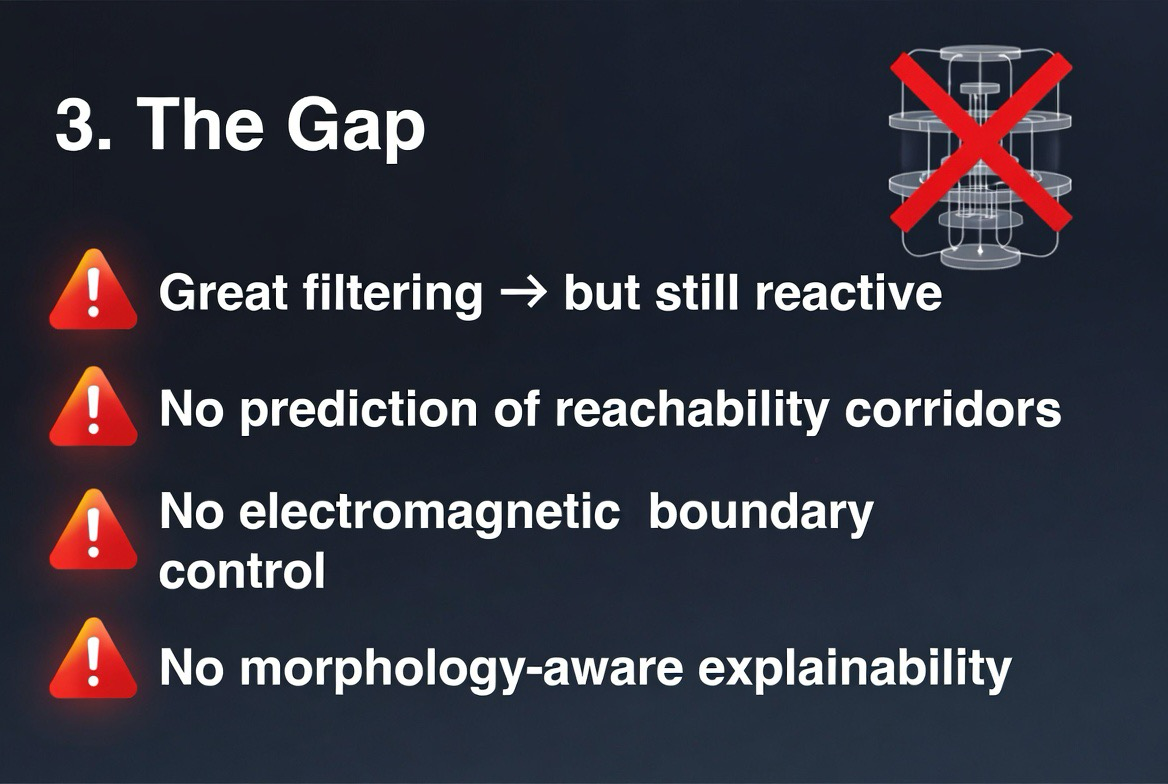 3. The Gap
Great filtering → but still reactive
No prediction of reachability corridors
No electromagnetic  boundary
control
No morphology-aware explainability